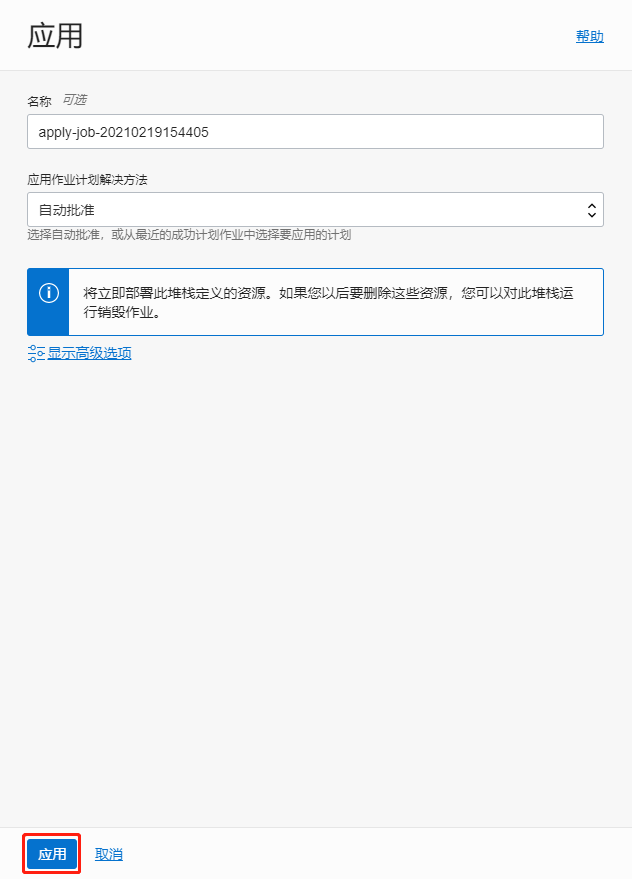 应用
帮助
名称 可选
apply-job-20210219154405
应用作业计划解决方法
自动批准
选择自动批准，或从最近的成功计划作业中选择要应用的计划
将立即部署此堆栈定义的资源。如果您以后要删除这些资源，您可以对此堆栈运
行销毁作业。
显示高级选项
应用 取消